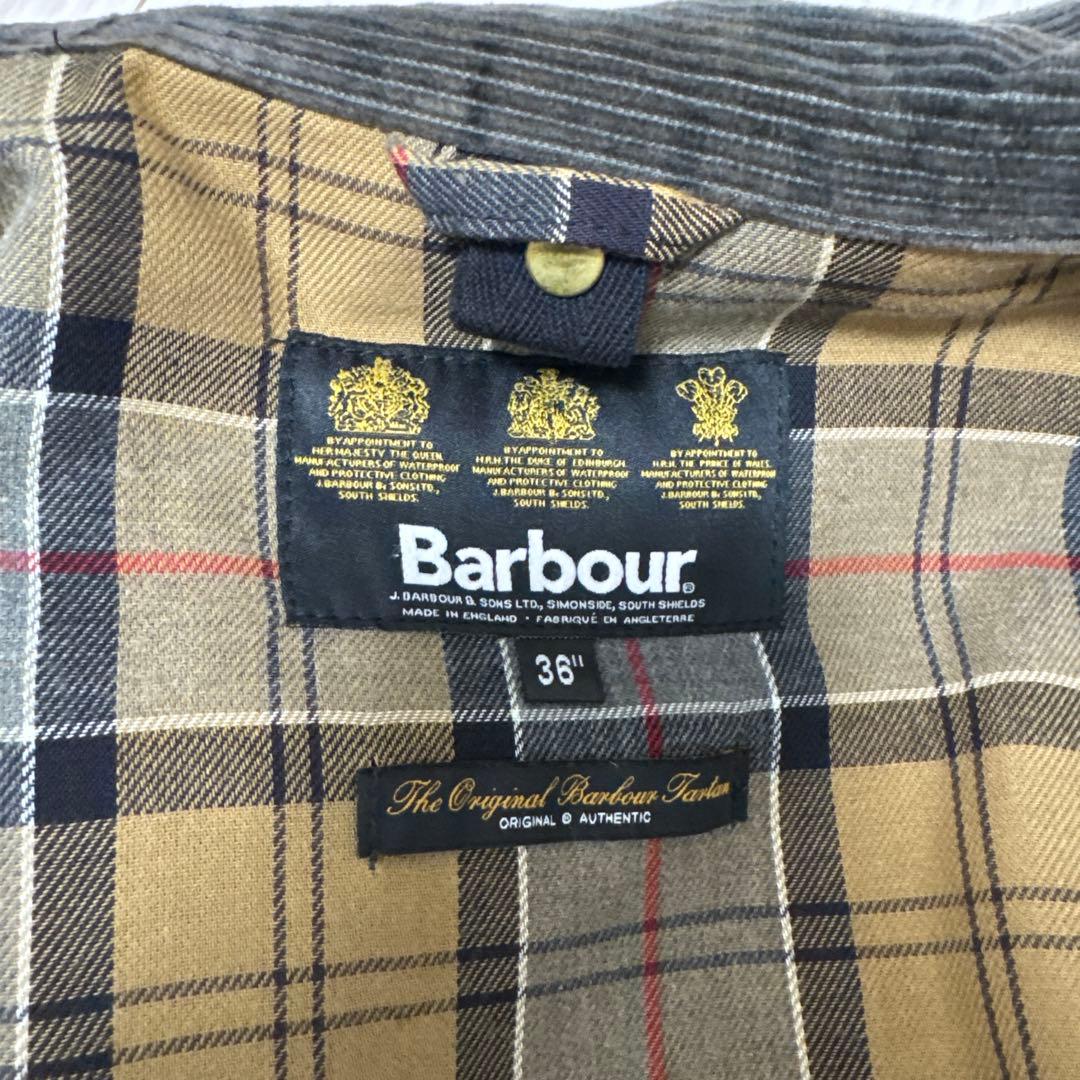 BY APPOINTMENT TO
HER MAJESTY THE QUEEN
MANUFACTURERS OF WATERPROOF
AND PROTECTIVE CLOTHING
J.BARBOUR & SONS LTD,
SOUTH SHIELDS.
BY APPOINTMENT TO
H.R.H. THE DUKE OF EDINBURGH
MANUFACTURERS OF WATERPROOF
AND PROTECTIVE CLOTHING
J.BARBOUR & SONS LTD,
SOUTH SHIELDS.
BY APPOINTMENT TO
H.R.H. THE PRINCE OF WALES
MANUFACTURERS OF WATERPROOF
AND PROTECTIVE CLOTHING
J.BARBOUR & SONS LTD,
SOUTH SHIELDS.
Barbour®
J. BARBOUR & SONS LTD., SIMONSIDE, SOUTH SHIELDS
MADE IN ENGLAND · FABRIQUÉ EN ANGLETERRE
36"
The Original Barbour Tartan
ORIGINAL ® AUTHENTIC